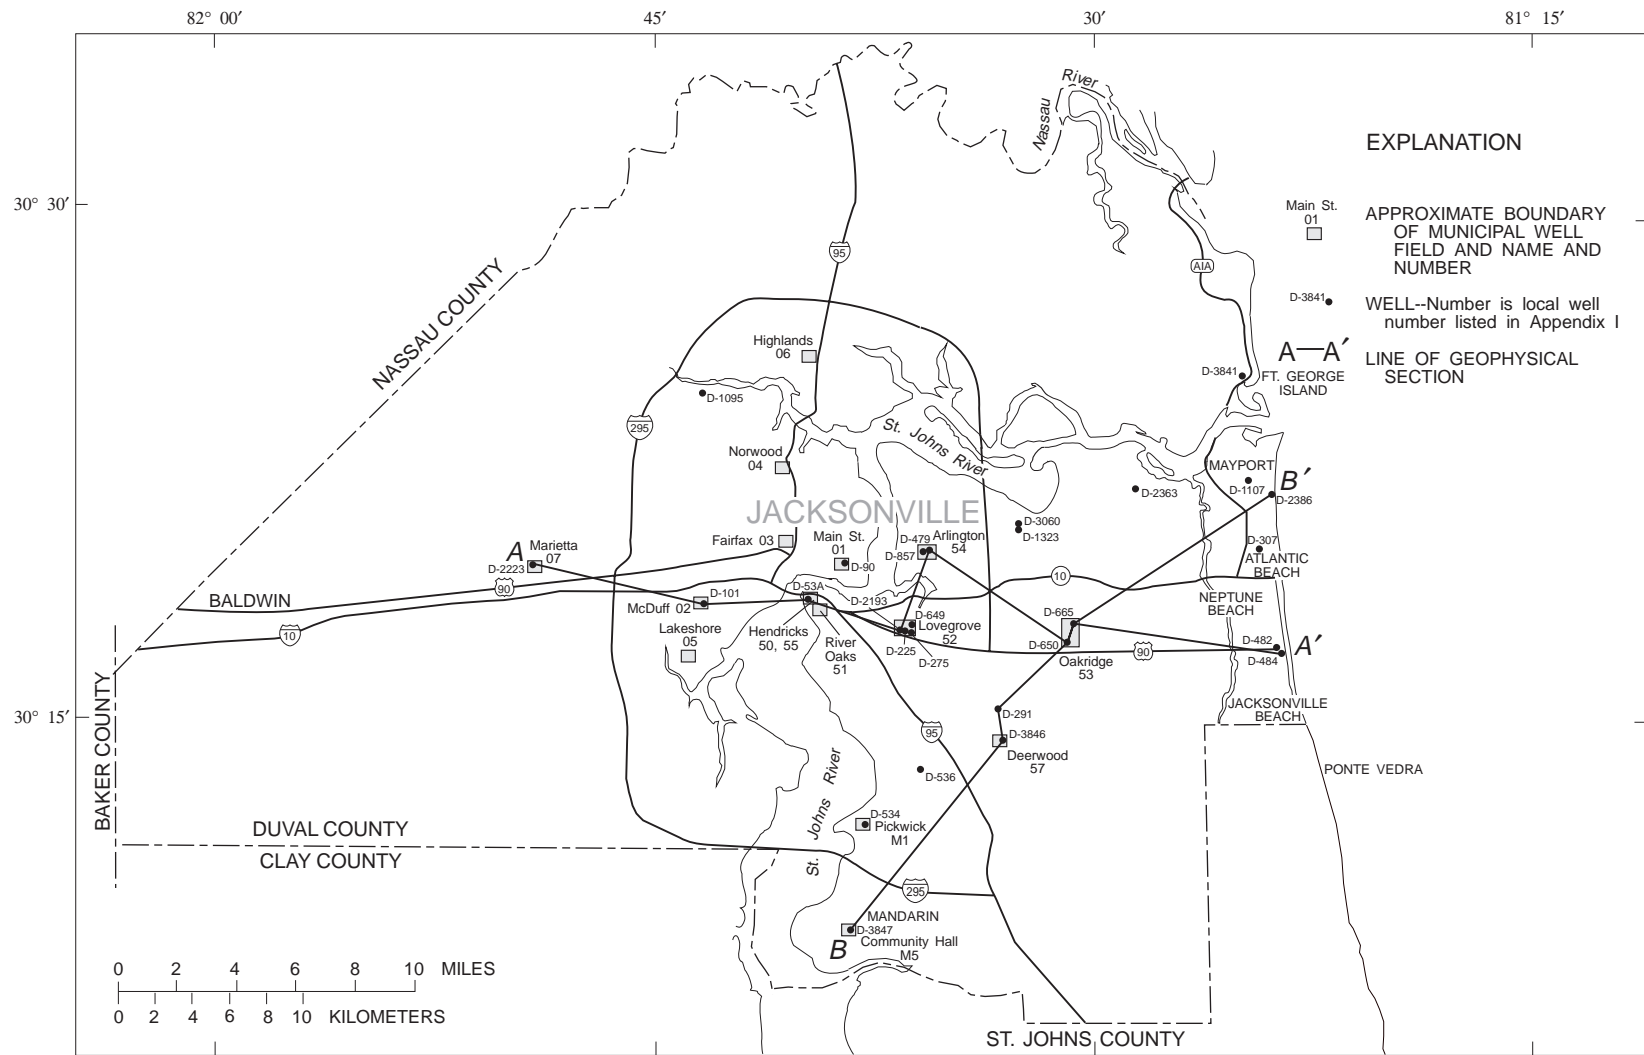 82° 00′
45′
30′
81° 15′
Nassau
River
EXPLANATION
30° 30′
Main St.
01
APPROXIMATE BOUNDARY
OF MUNICIPAL WELL
FIELD AND NAME AND
NUMBER
95
NASSAU COUNTY
A1A
D-3841
WELL--Number is local well
number listed in Appendix I
A—A′
LINE OF GEOPHYSICAL
SECTION
Highlands
06
D-3841
FT. GEORGE
ISLAND
D-1095
295
St. Johns River
Norwood
04
MAYPORT
D-1107
B′
D-2386
D-2363
JACKSONVILLE
D-3060
D-1323
A
Marietta
07
D-2223
Fairfax 03
Main St.
01
D-90
D-479
D-857
Arlington
54
D-307
ATLANTIC
BEACH
90
BALDWIN
10
D-101
McDuff 02
D-53A
D-2193
10
NEPTUNE
BEACH
Lakeshore
05
Hendricks
50, 55
River
Oaks
51
D-649
Lovegrove
52
D-225
D-275
D-665
D-650
Oakridge
53
90
D-482
D-484
A′
30° 15′
BAKER COUNTY
JACKSONVILLE
BEACH
D-291
95
D-3846
Deerwood
57
D-536
PONTE VEDRA
St. Johns River
D-534
Pickwick
M1
DUVAL COUNTY
CLAY COUNTY
295
MANDARIN
D-3847
B
Community Hall
M5
0 2 4 6 8 10 MILES
0 2 4 6 8 10 KILOMETERS
ST. JOHNS COUNTY